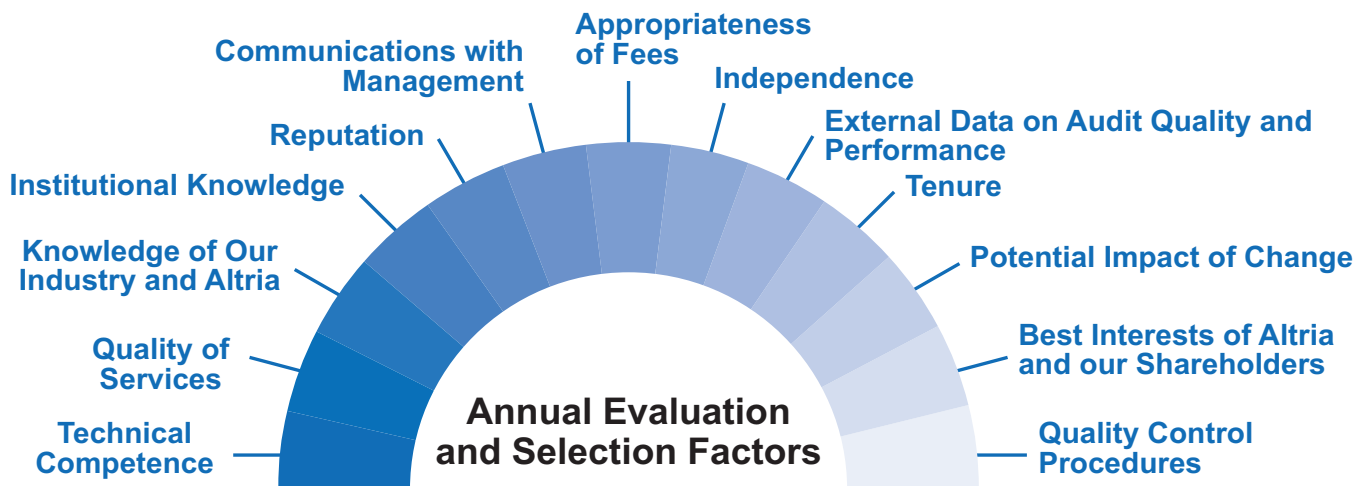 Technical
Competence
Quality of
Services
Knowledge of Our
Industry and Altria
Institutional Knowledge
Reputation
Communications with
Management
Appropriateness
of Fees
Independence
External Data on Audit Quality and
Performance
Tenure
Potential Impact of Change
Best Interests of Altria
and our Shareholders
Quality Control
Procedures
Annual Evaluation
and Selection Factors